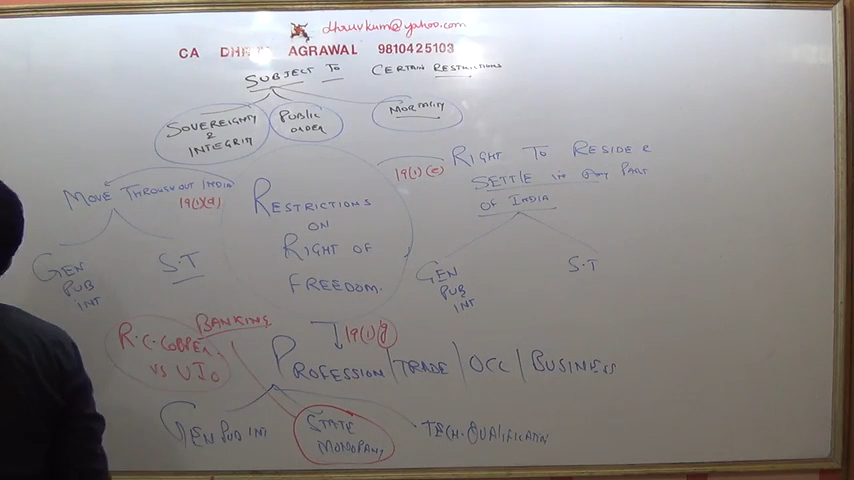 dhruvkum@yahoo.com
CA AGRAWAL 9810425103
SUBJECT TO CERTAIN RESTRICTIONS
SOVEREIGNTY
&
INTEGRITY
PUBLIC
ORDER
MORALITY
MOVE THROUGHOUT INDIA
19(1)(d)
GEN
PUB
INT
S.T
RESTRICTIONS
ON
RIGHT OF
FREEDOM.
19(1)(e)
RIGHT TO RESIDE &
SETTLE in any PART
OF INDIA
GEN
PUB
INT
S.T
BANKING
R.C.COOPER
VS UIO
19(1)(g)
PROFESSION/TRADE/OCC/BUSINESS
GEN PUB INT
STATE
MONOPOLY
TECH. QUALIFICATION